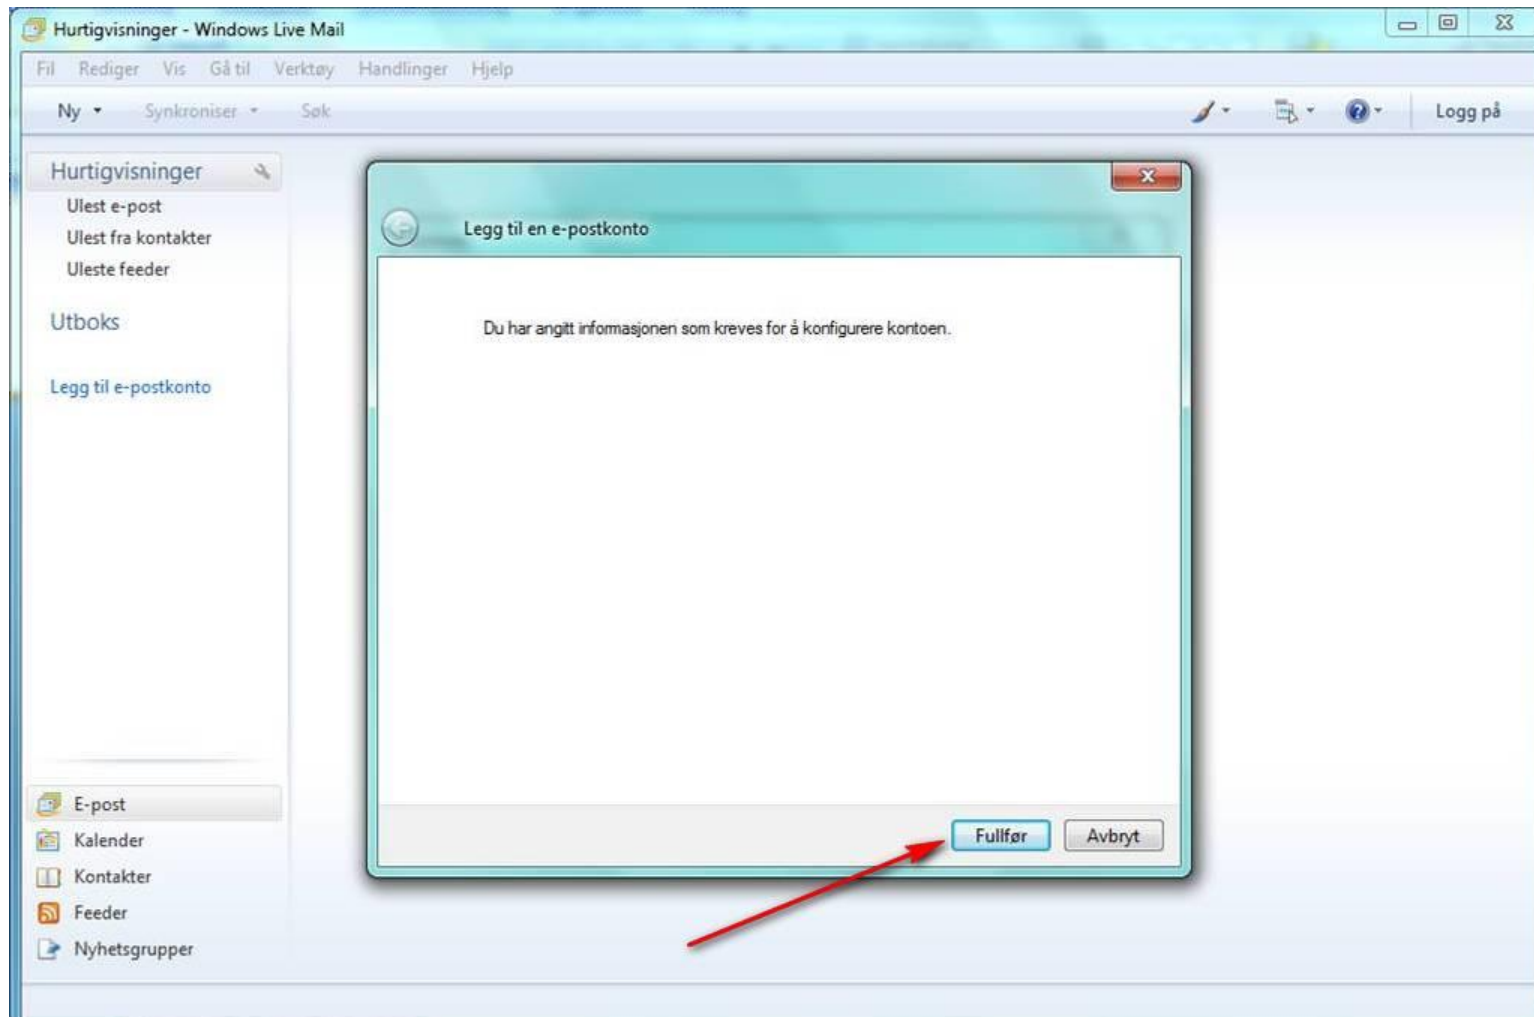 Hurtigvisninger - Windows Live Mail
Fil Rediger Vis Gå til Verktøy Handlinger Hjelp
Ny Synkroniser Søk Logg på
Hurtigvisninger
Ulest e-post
Ulest fra kontakter
Uleste feeder
Utboks
Legg til e-postkonto
Legg til en e-postkonto
Du har angitt informasjonen som kreves for å konfigurere kontoen.
Fullfør Avbryt
E-post
Kalender
Kontakter
Feeder
Nyhetsgrupper